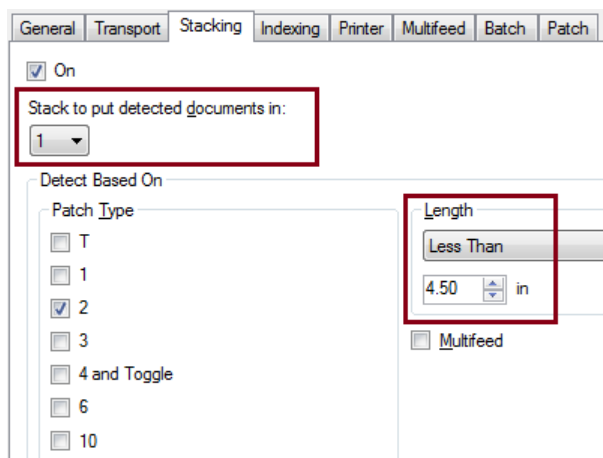 General Transport Stacking Indexing Printer Multifeed Batch Patch
On
Stack to put detected documents in:
1
Detect Based On
Patch Type
T
1
2
3
4 and Toggle
6
10
Length
Less Than
4.50 in
Multifeed